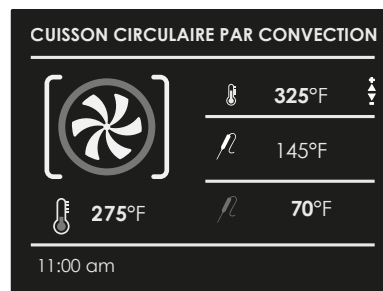 CUISSON CIRCULAIRE PAR CONVECTION
325°F
145°F
275°F
70°F
11:00 am